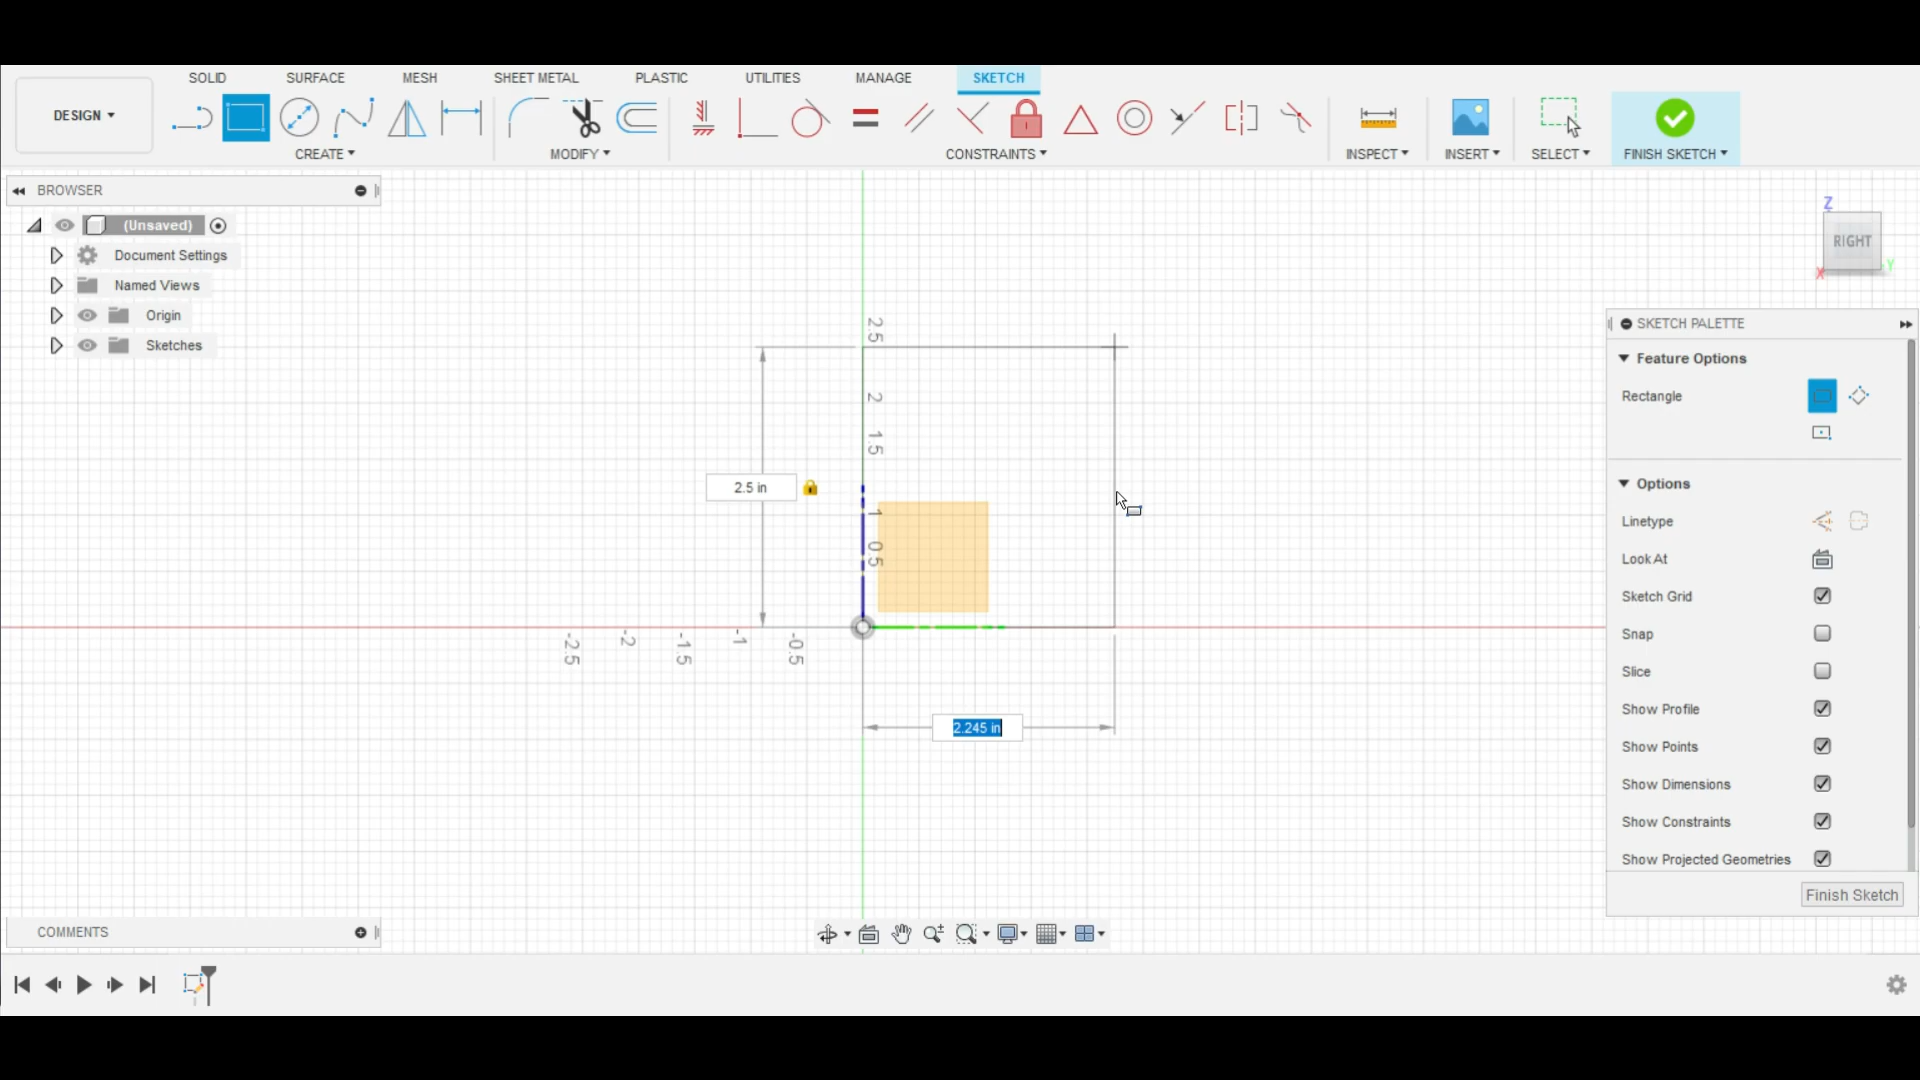 SOLID SURFACE MESH SHEET METAL PLASTIC UTILITIES MANAGE SKETCH
DESIGN
CREATE MODIFY CONSTRAINTS INSPECT INSERT SELECT FINISH SKETCH
BROWSER
(Unsaved)
Document Settings
Named Views
Origin
Sketches
Z
RIGHT
X
Y
2.5
2
1.5
1
0.5
-2.5
-2
-1.5
-1
-0.5
2.5 in
2.245 in
SKETCH PALETTE
Feature Options
Rectangle
Options
Linetype
Look At
Sketch Grid
Snap
Slice
Show Profile
Show Points
Show Dimensions
Show Constraints
Show Projected Geometries
Finish Sketch
COMMENTS